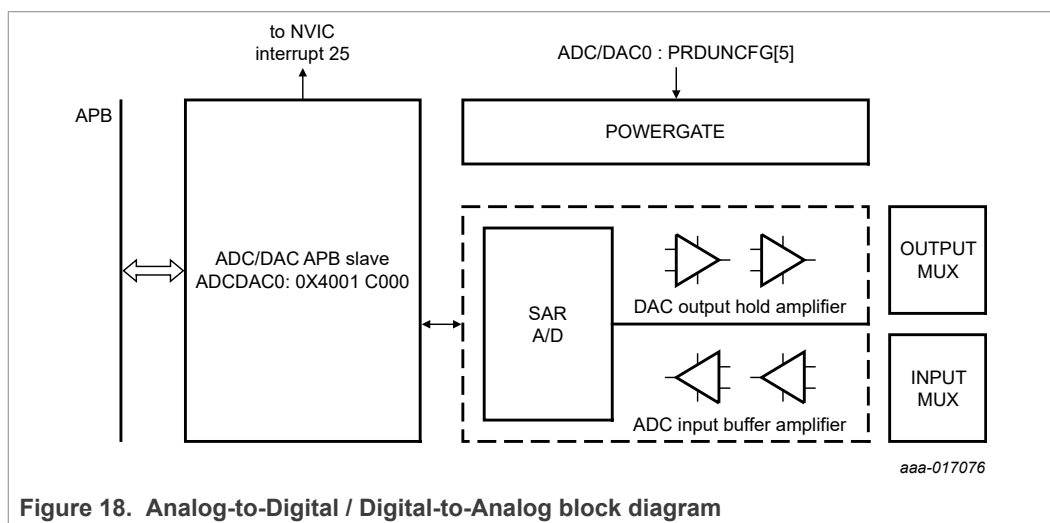 to NVIC
interrupt 25
ADC/DAC0 : PRDUNCFG[5]
APB
POWERGATE
ADC/DAC APB slave
ADCDAC0: 0X4001 C000
SAR
A/D
DAC output hold amplifier
ADC input buffer amplifier
OUTPUT
MUX
INPUT
MUX
aaa-017076
Figure 18. Analog-to-Digital / Digital-to-Analog block diagram